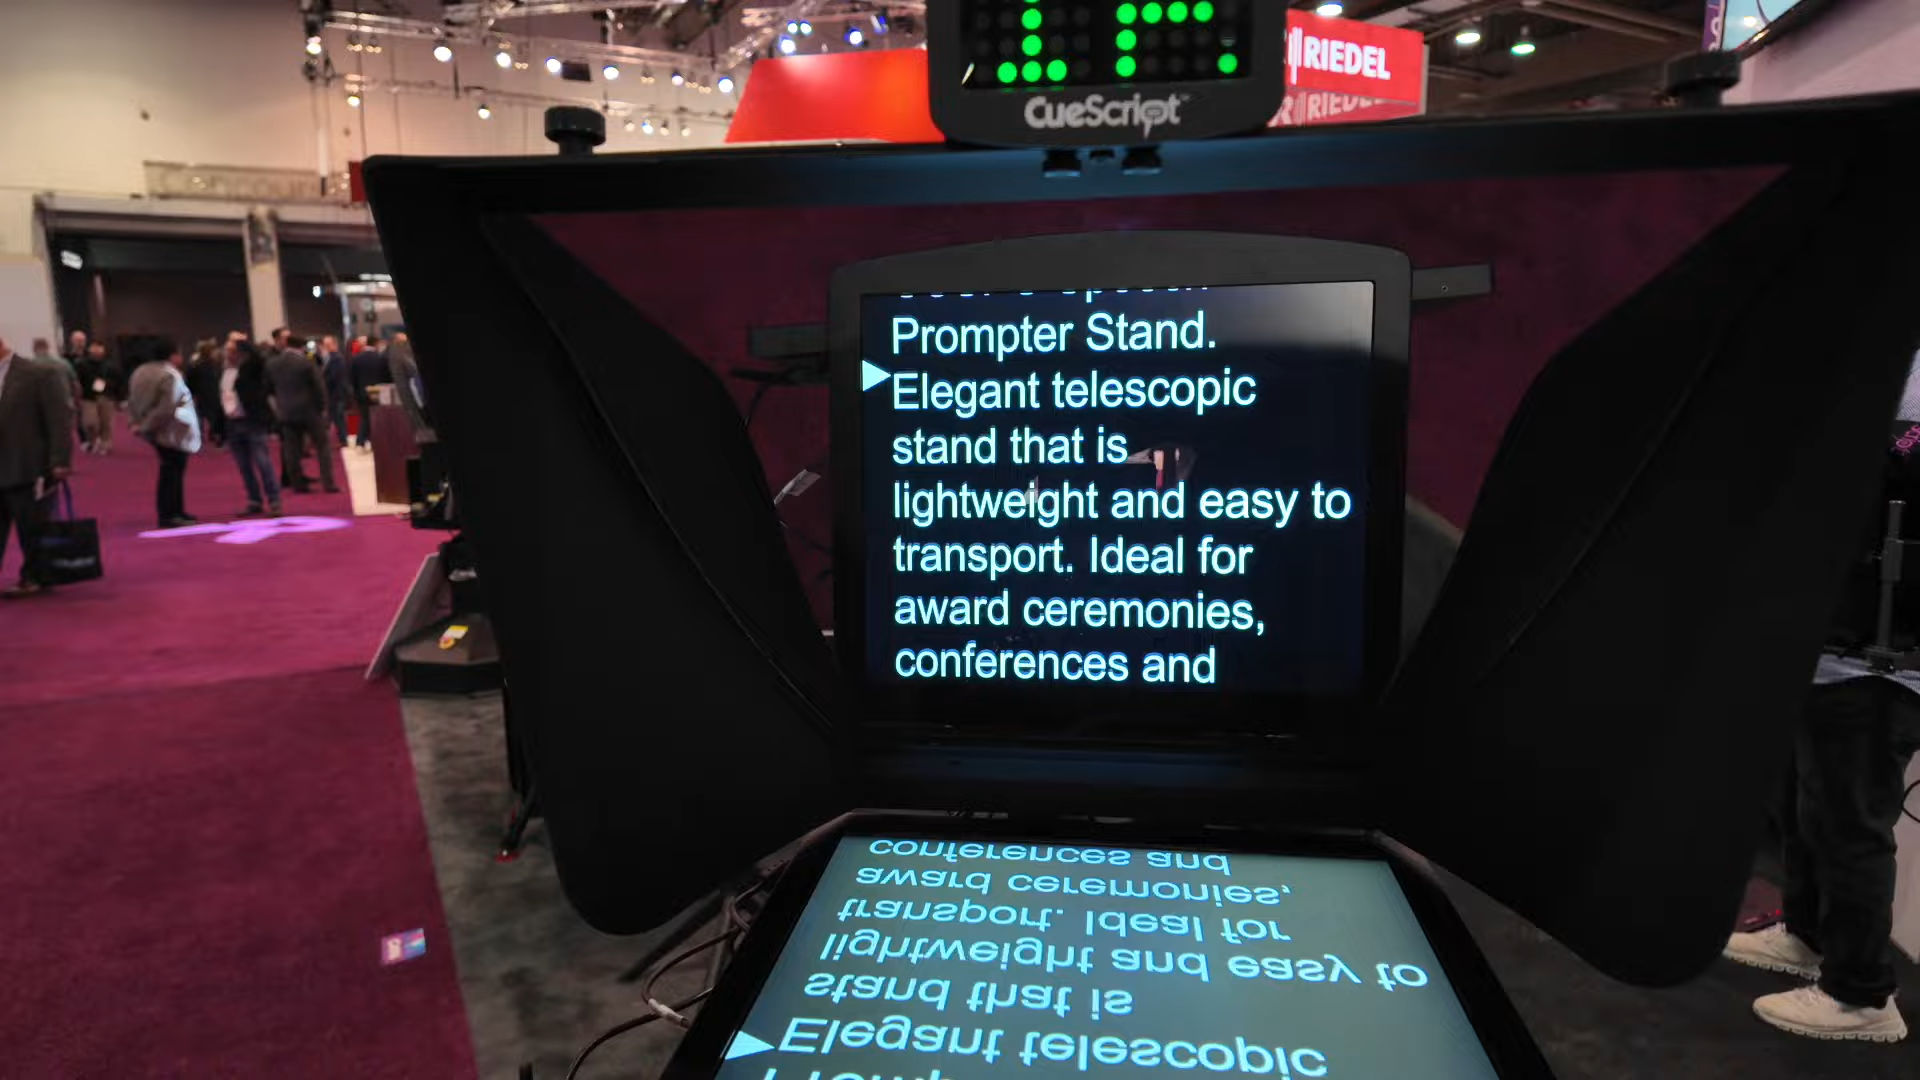 RIEDEL
RIEDEL
CueScript
Prompter Stand.
Elegant telescopic
stand that is
lightweight and easy to
transport. Ideal for
award ceremonies,
conferences and
conferences and
award ceremonies,
transport. Ideal for
lightweight and easy to
stand that is
Elegant telescopic